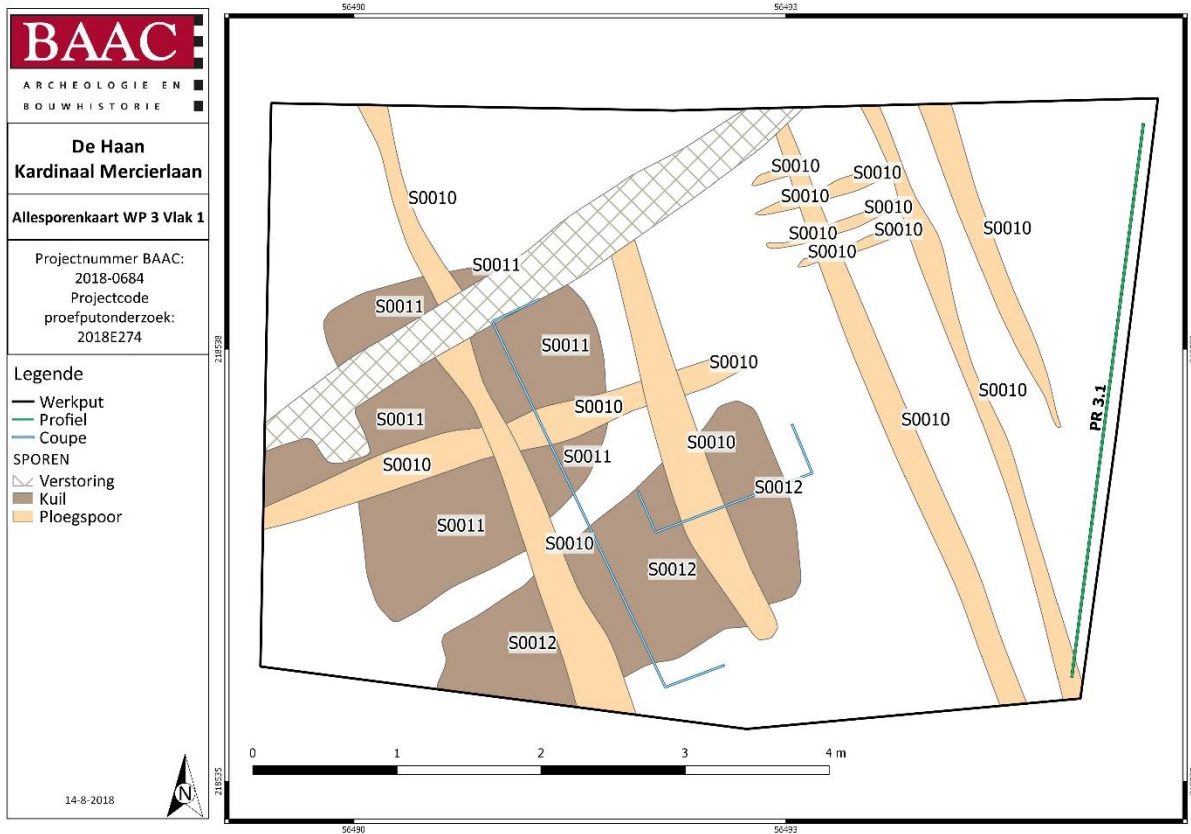 BAAC
ARCHEOLOGIE EN
BOUWHISTORIE
De Haan
Kardinaal Mercierlaan
Allesporenkaart WP 3 Vlak 1
Projectnummer BAAC:
2018-0684
Projectcode
proefputonderzoek:
2018E274
Legende
Werkput
Profiel
Coupe
SPOREN
Verstoring
Kuil
Ploegspoor
14-8-2018
N
56490
56493
S0010
S0010
S0010
S0010
S0010
S0010
S0010
S0010
S0010
S0011
S0011
S0011
218538
S0010
S0010
S0010
PR 3.1
S0011
S0010
S0010
S0010
S0011
S0012
S0011
S0010
S0012
S0012
0
1
2
3
4 m
218535
56490
56493